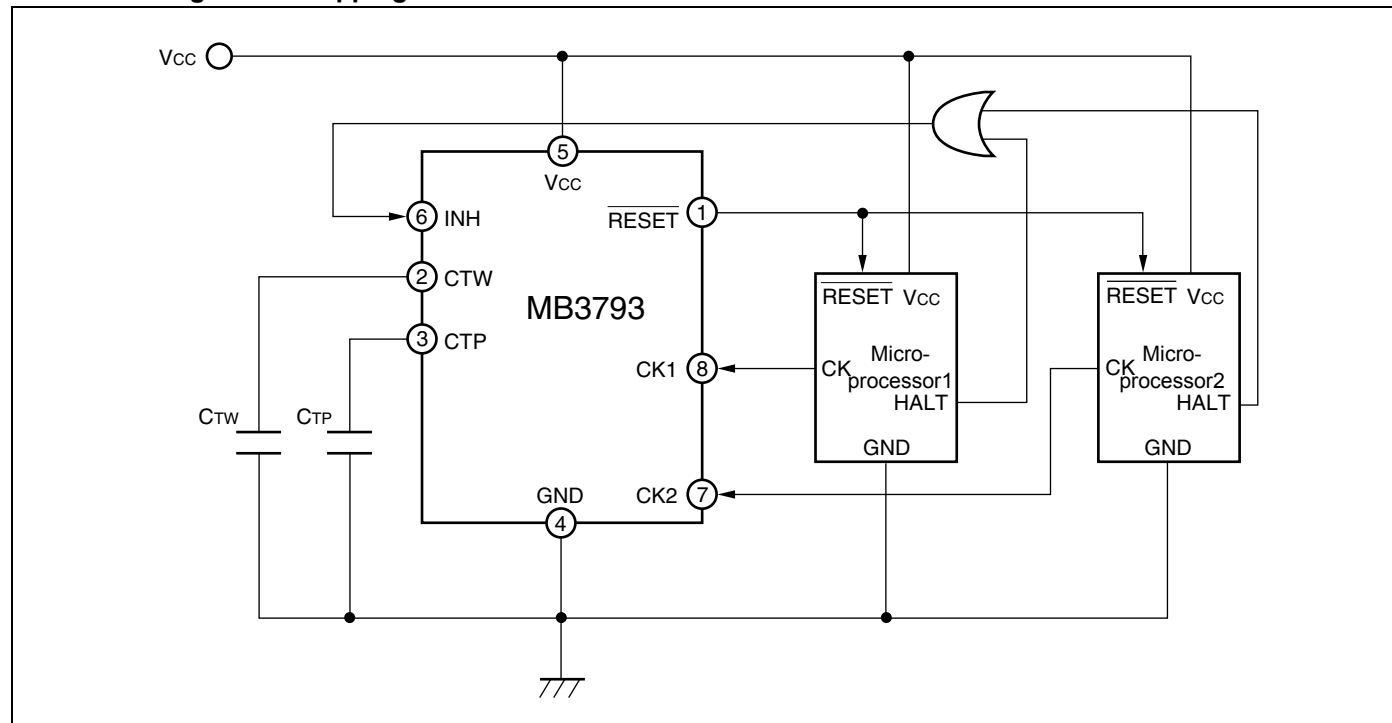 VCC
5
VCC
6 INH
RESET 1
2 CTW
RESET VCC
RESET VCC
MB3793
3 CTP
CK1 8
CK Micro-
processor1
HALT
CK Micro-
processor2
HALT
CTW
CTP
GND
GND
GND
CK2 7
4